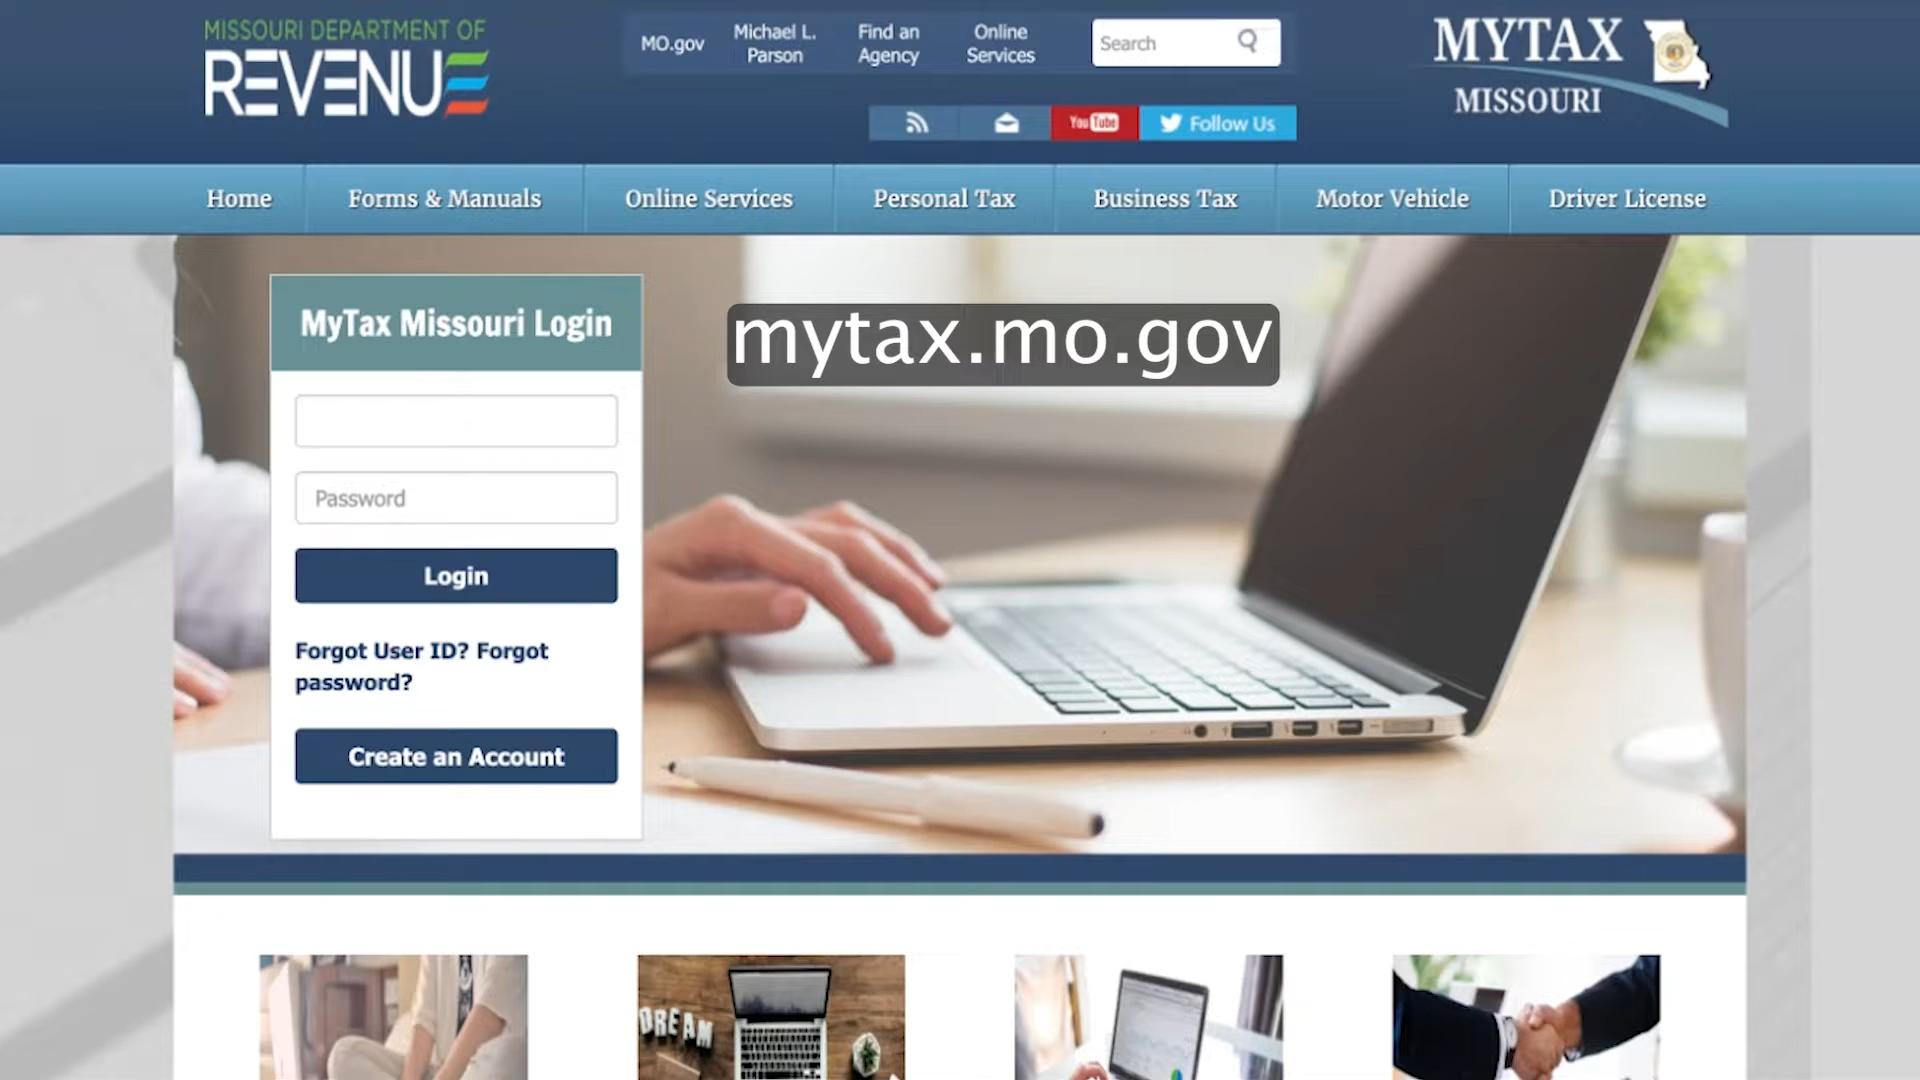 MISSOURI DEPARTMENT OF
REVENUE
MO.gov
Michael L.
Parson
Find an
Agency
Online
Services
Search
MYTAX
MISSOURI
You Tube
Follow Us
Home
Forms & Manuals
Online Services
Personal Tax
Business Tax
Motor Vehicle
Driver License
MyTax Missouri Login
mytax.mo.gov
Password
Login
Forgot User ID? Forgot
password?
Create an Account
DREAM